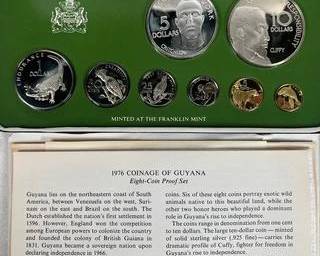 ENDURANCE
DOLLAR
5
DOLLARS
CRITCHLOW
RESPONSIBILITY
10
DOLLARS
CUFFY
25
MINTED AT THE FRANKLIN MINT
1976 COINAGE OF GUYANA
Eight-Coin Proof Set
Guyana lies on the northeastern coast of South
America, between Venezuela on the west, Suri-
nam on the east and Brazil on the south. The
Dutch established the nation's first settlement in
1596. However, England won the competition
among European powers to colonize the country
and founded the colony of British Guiana in
1831. Guyana became a sovereign nation upon
declaring independence in 1966.
coins. Six of these eight coins portray exotic wild
animals native to this beautiful land, while the
other two honor heroes who played a dominant
role in Guyana's rise to independence.
The coins range in denomination from one cent
to ten dollars. The large ten-dollar coin — minted
of solid sterling silver (.925 fine)—carries the
dramatic profile of Cuffy, fighter for freedom
in Guyana's rise to independence.